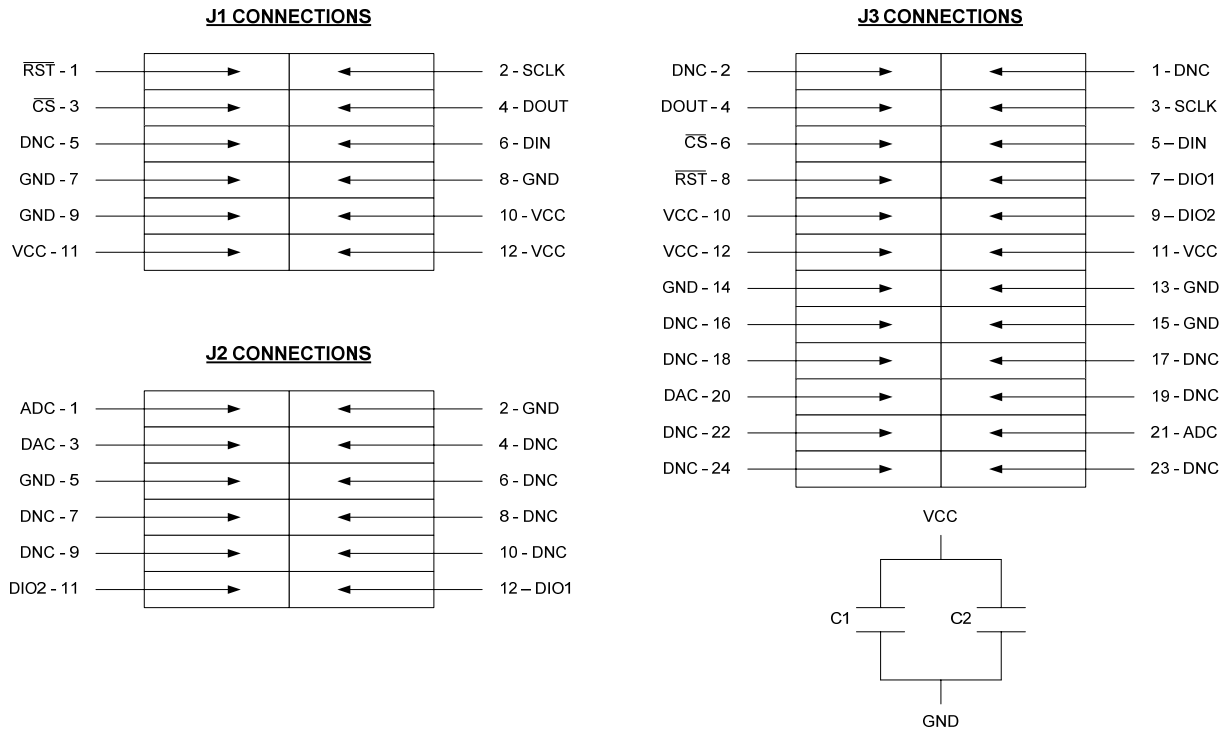 J1 CONNECTIONS
R̅S̅T̅ - 1
2 - SCLK
C̅S̅ - 3
4 - DOUT
DNC - 5
6 - DIN
GND - 7
8 - GND
GND - 9
10 - VCC
VCC - 11
12 - VCC
J2 CONNECTIONS
ADC - 1
2 - GND
DAC - 3
4 - DNC
GND - 5
6 - DNC
DNC - 7
8 - DNC
DNC - 9
10 - DNC
DIO2 - 11
12 – DIO1
J3 CONNECTIONS
DNC - 2
1 - DNC
DOUT - 4
3 - SCLK
C̅S̅ - 6
5 – DIN
R̅S̅T̅ - 8
7 - DIO1
VCC - 10
9 – DIO2
VCC - 12
11 - VCC
GND - 14
13 - GND
DNC - 16
15 - GND
DNC - 18
17 - DNC
DAC - 20
19 - DNC
DNC - 22
21 - ADC
DNC - 24
23 - DNC
VCC
C1
C2
GND